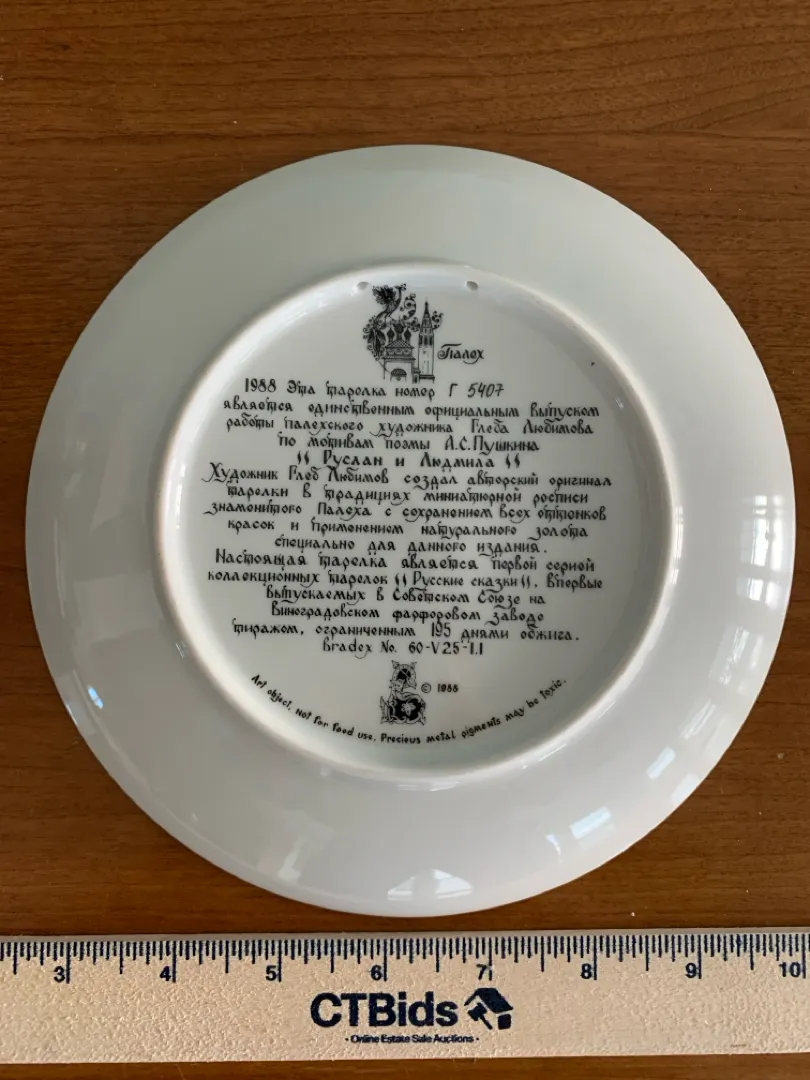 Палех
1988 Эта тарелка номер Г 5407
является единственным официальным выпуском
работы палехского художника Глеба Любимова
по мотивам поэмы А.С.Пушкина
"Руслан и Людмила"
Художник Глеб Любимов создал авторский оригинал
тарелки в традициях миниатюрной росписи
знаменитого Палеха с сохранением всех оттенков
красок и применением натурального золота
специально для данного издания.
Настоящая тарелка является первой серией
коллекционных тарелок "Русские сказки". Впервые
выпускаемых в Советском Союзе на
Виноградовском фарфоровом заводе
тиражом, ограниченным 195 днями обжига.
Bradex No. 60-V25-1.1
© 1988
Art object. Not for food use. Precious metal pigments may be toxic.
3 4 5 6 7 8 9 10
CTBids
· Online Estate Sale Auctions ·